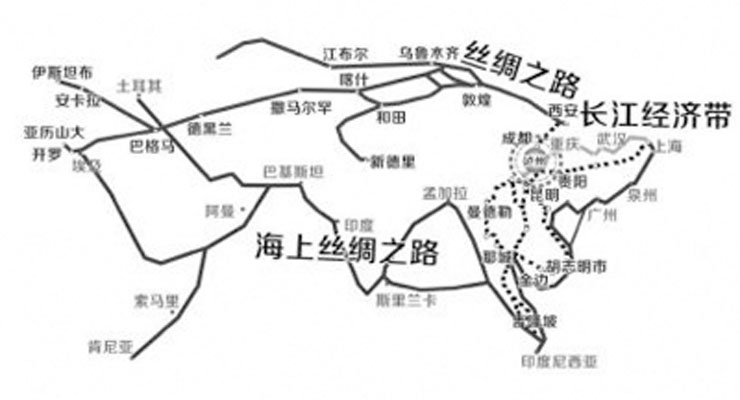 江布尔
乌鲁木齐
丝绸之路
伊斯坦布
土耳其
喀什
安卡拉
敦煌
撒马尔罕
西安
长江经济带
和田
德黑兰
亚历山大
巴格马
成都
重庆
武汉
上海
开罗
埃及
新德里
泸州
巴基斯坦
贵阳
昆明
泉州
孟加拉
阿曼
曼德勒
广州
印度
海上丝绸之路
胡志明市
金边
斯里兰卡
索马里
吉隆坡
肯尼亚
印度尼西亚